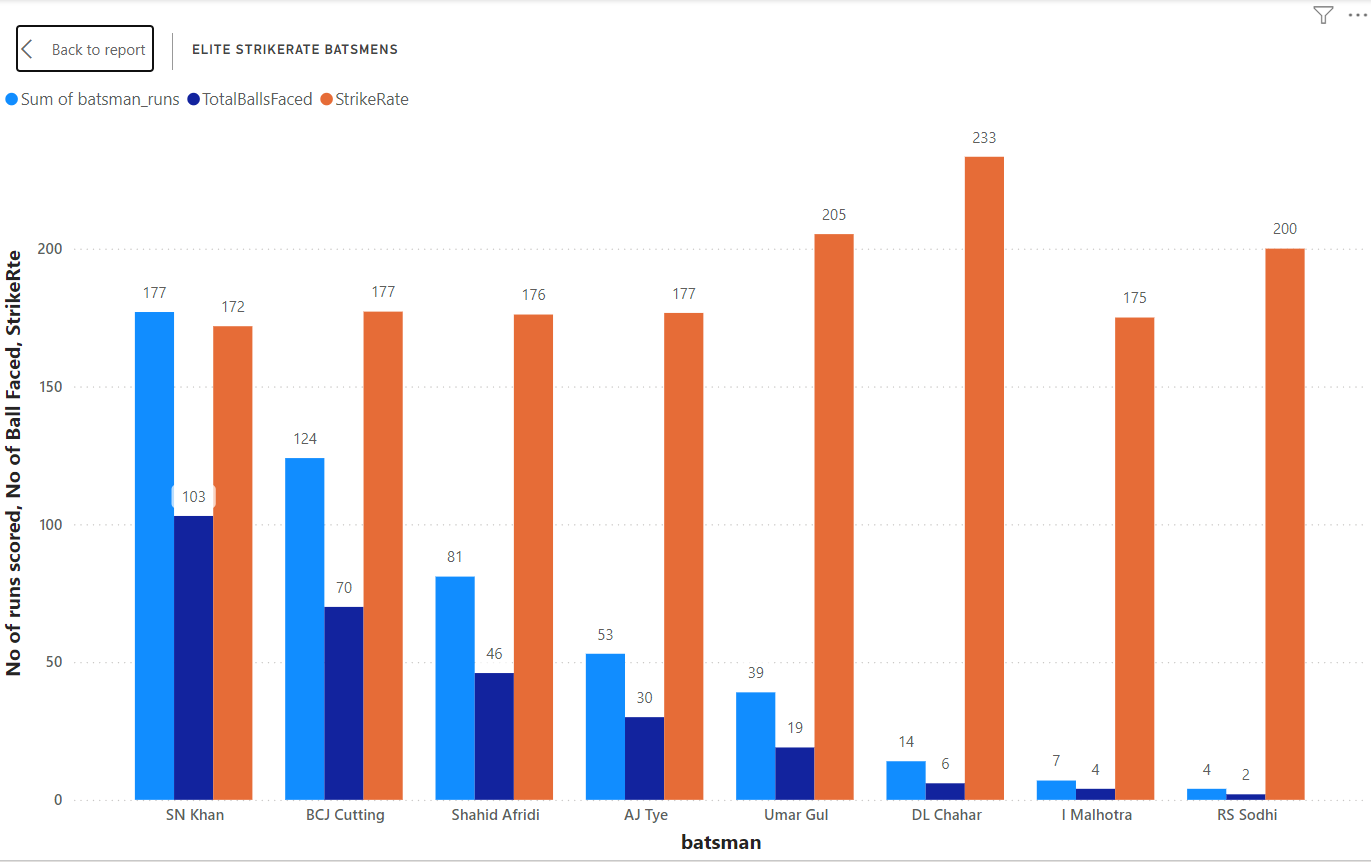 Back to report
ELITE STRIKERATE BATSMENS
Sum of batsman_runs TotalBallsFaced StrikeRate
No of runs scored, No of Ball Faced, StrikeRte
200
150
100
50
0
177 103 172
124 70 177
81 46 176
53 30 177
39 19 205
14 6 233
7 4 175
4 2 200
SN Khan BCJ Cutting Shahid Afridi AJ Tye Umar Gul DL Chahar I Malhotra RS Sodhi
batsman